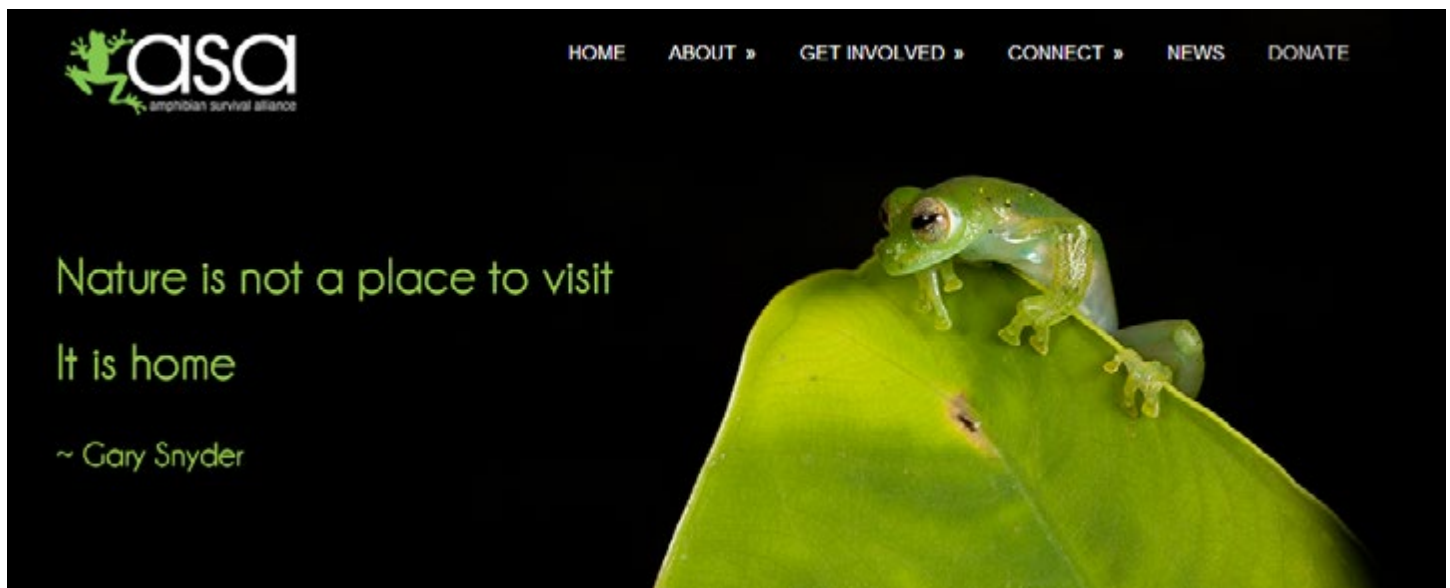 asa
amphibian survival alliance
HOME ABOUT » GET INVOLVED » CONNECT » NEWS DONATE
Nature is not a place to visit
It is home
~ Gary Snyder